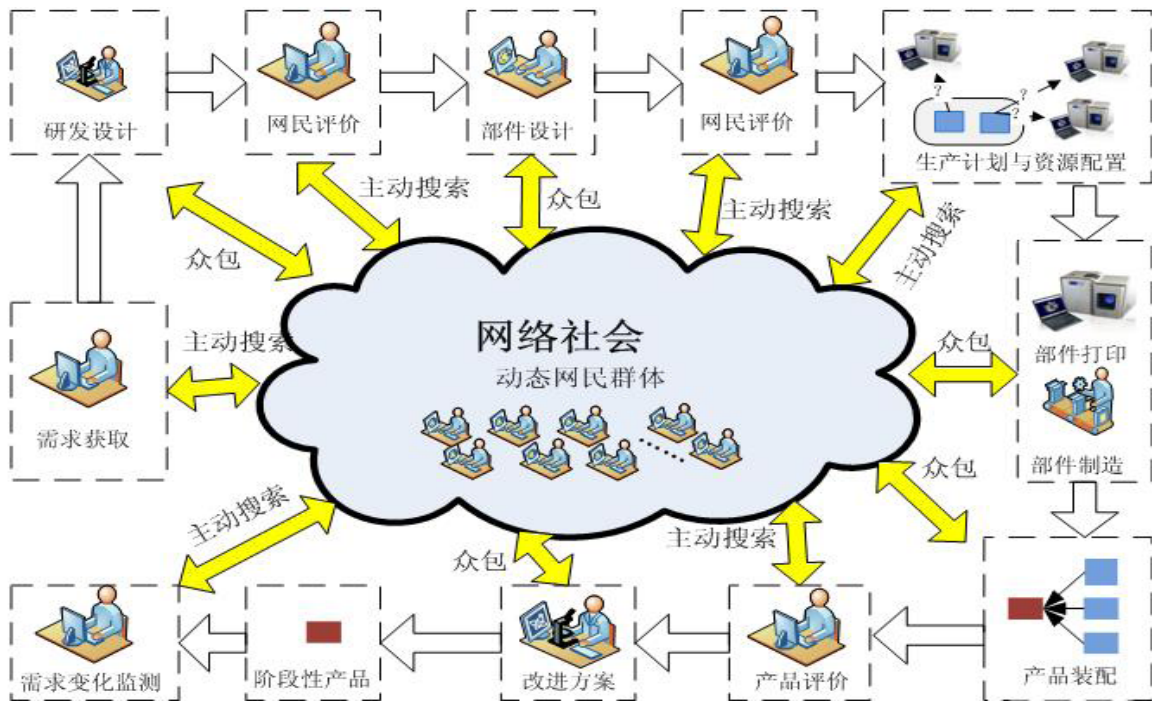 研发设计
网民评价
部件设计
网民评价
?
?
?
生产计划与资源配置
众包
主动搜索
众包
主动搜索
主动搜索
需求获取
主动搜索
网络社会
动态网民群体
......
众包
部件打印
部件制造
众包
主动搜索
众包
主动搜索
需求变化监测
阶段性产品
改进方案
产品评价
产品装配